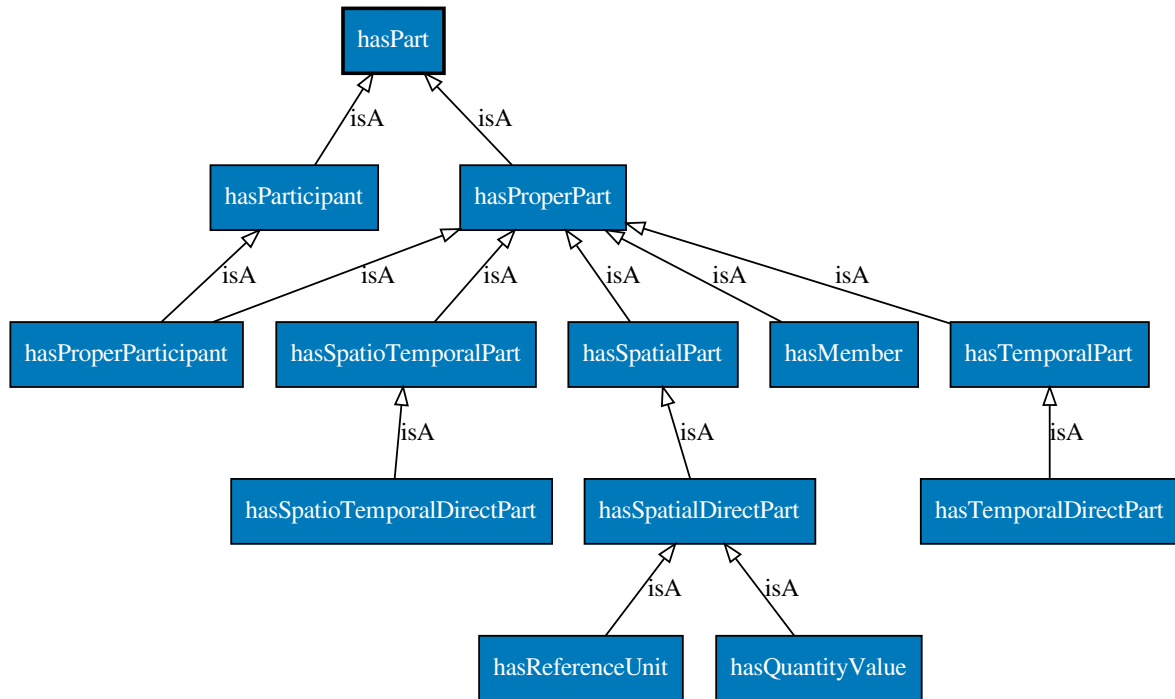 hasPart
isA
isA
hasParticipant
hasProperPart
isA
isA
isA
isA
isA
isA
hasProperParticipant
hasSpatioTemporalPart
hasSpatialPart
hasMember
hasTemporalPart
isA
isA
isA
hasSpatioTemporalDirectPart
hasSpatialDirectPart
hasTemporalDirectPart
isA
isA
hasReferenceUnit
hasQuantityValue